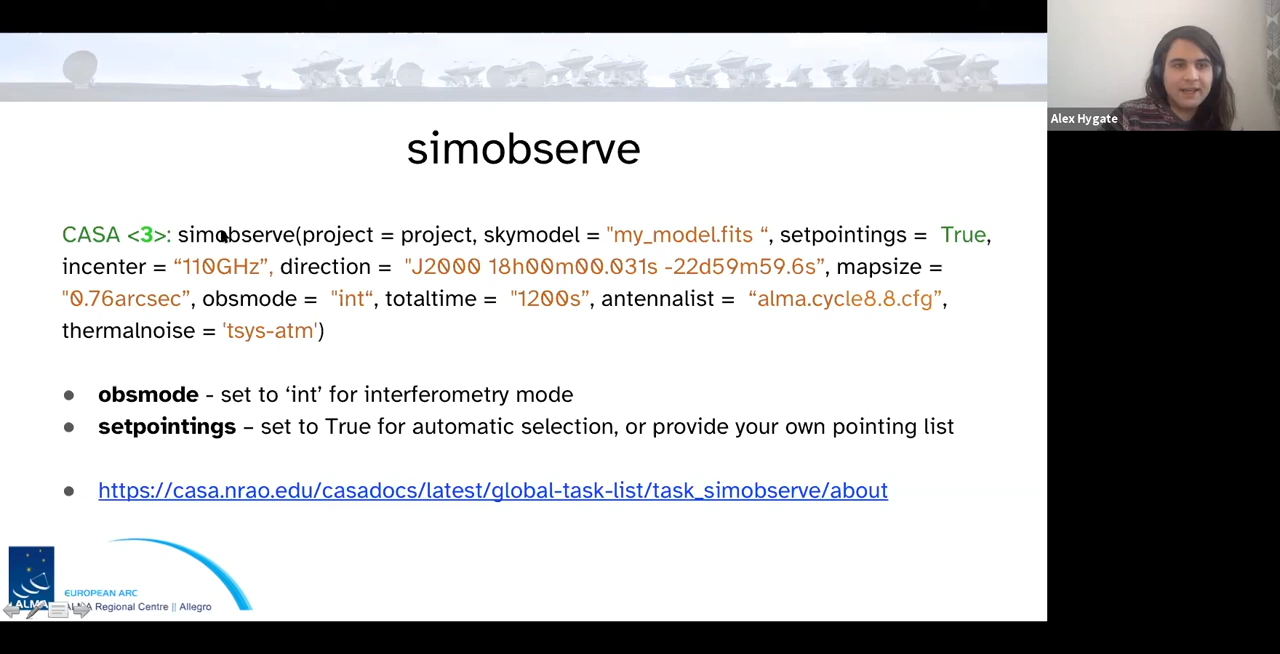 Alex Hygate
simobserve
CASA <3>: simobserve(project = project, skymodel = "my_model.fits “, setpointings = True,
incenter = “110GHz”, direction = "J2000 18h00m00.031s -22d59m59.6s”, mapsize =
"0.76arcsec”, obsmode = "int“, totaltime = "1200s”, antennalist = “alma.cycle8.8.cfg”,
thermalnoise = 'tsys-atm')
● obsmode - set to ‘int’ for interferometry mode
● setpointings – set to True for automatic selection, or provide your own pointing list
● https://casa.nrao.edu/casadocs/latest/global-task-list/task_simobserve/about
EUROPEAN ARC
ALMA Regional Centre || Allegro
ALMA